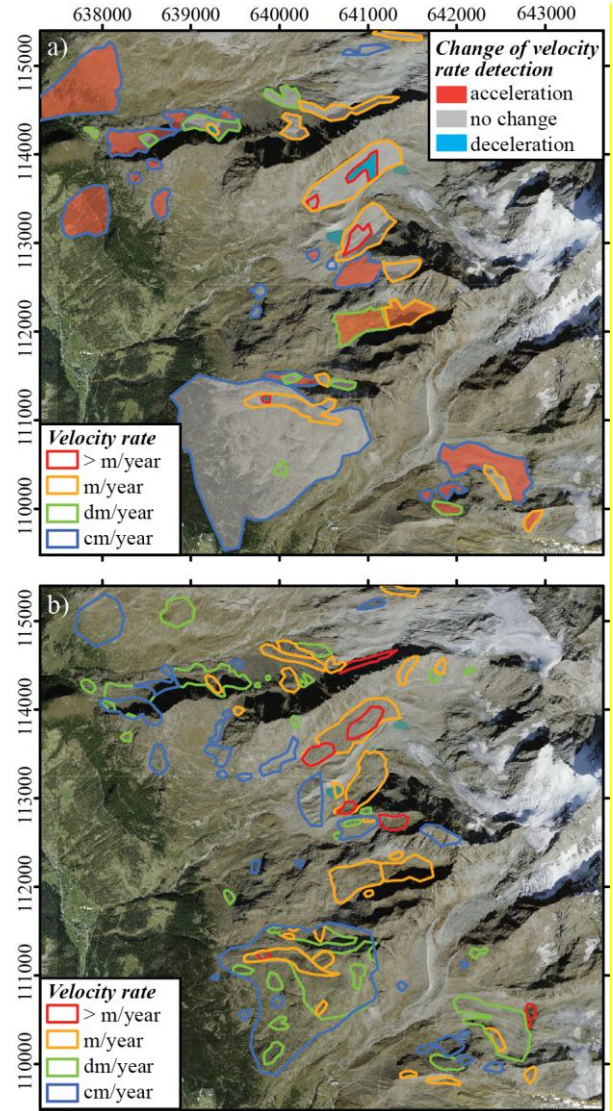 638000 639000 640000 641000 642000 643000
a)
Change of velocity
rate detection
acceleration
no change
deceleration
115000
114000
113000
112000
111000
110000
Velocity rate
> m/year
m/year
dm/year
cm/year
b)
115000
114000
113000
112000
111000
110000
Velocity rate
> m/year
m/year
dm/year
cm/year